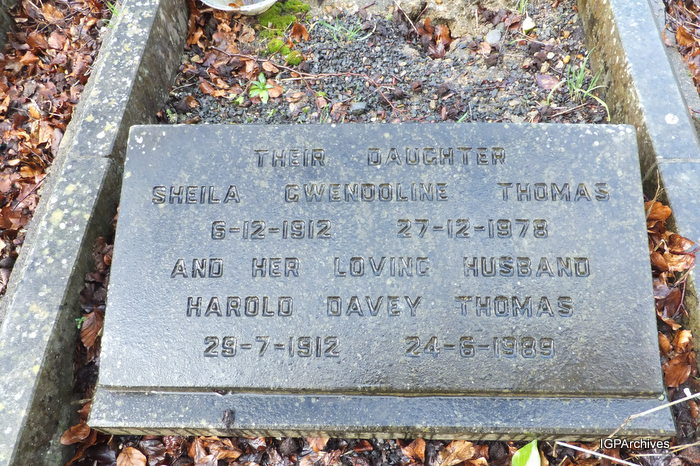 THEIR DAUGHTER
SHEILA GWENDOLINE THOMAS
6-12-1912 27-12-1978
AND HER LOVING HUSBAND
HAROLD DAVEY THOMAS
29-7-1912 24-6-1989
IGPArchives